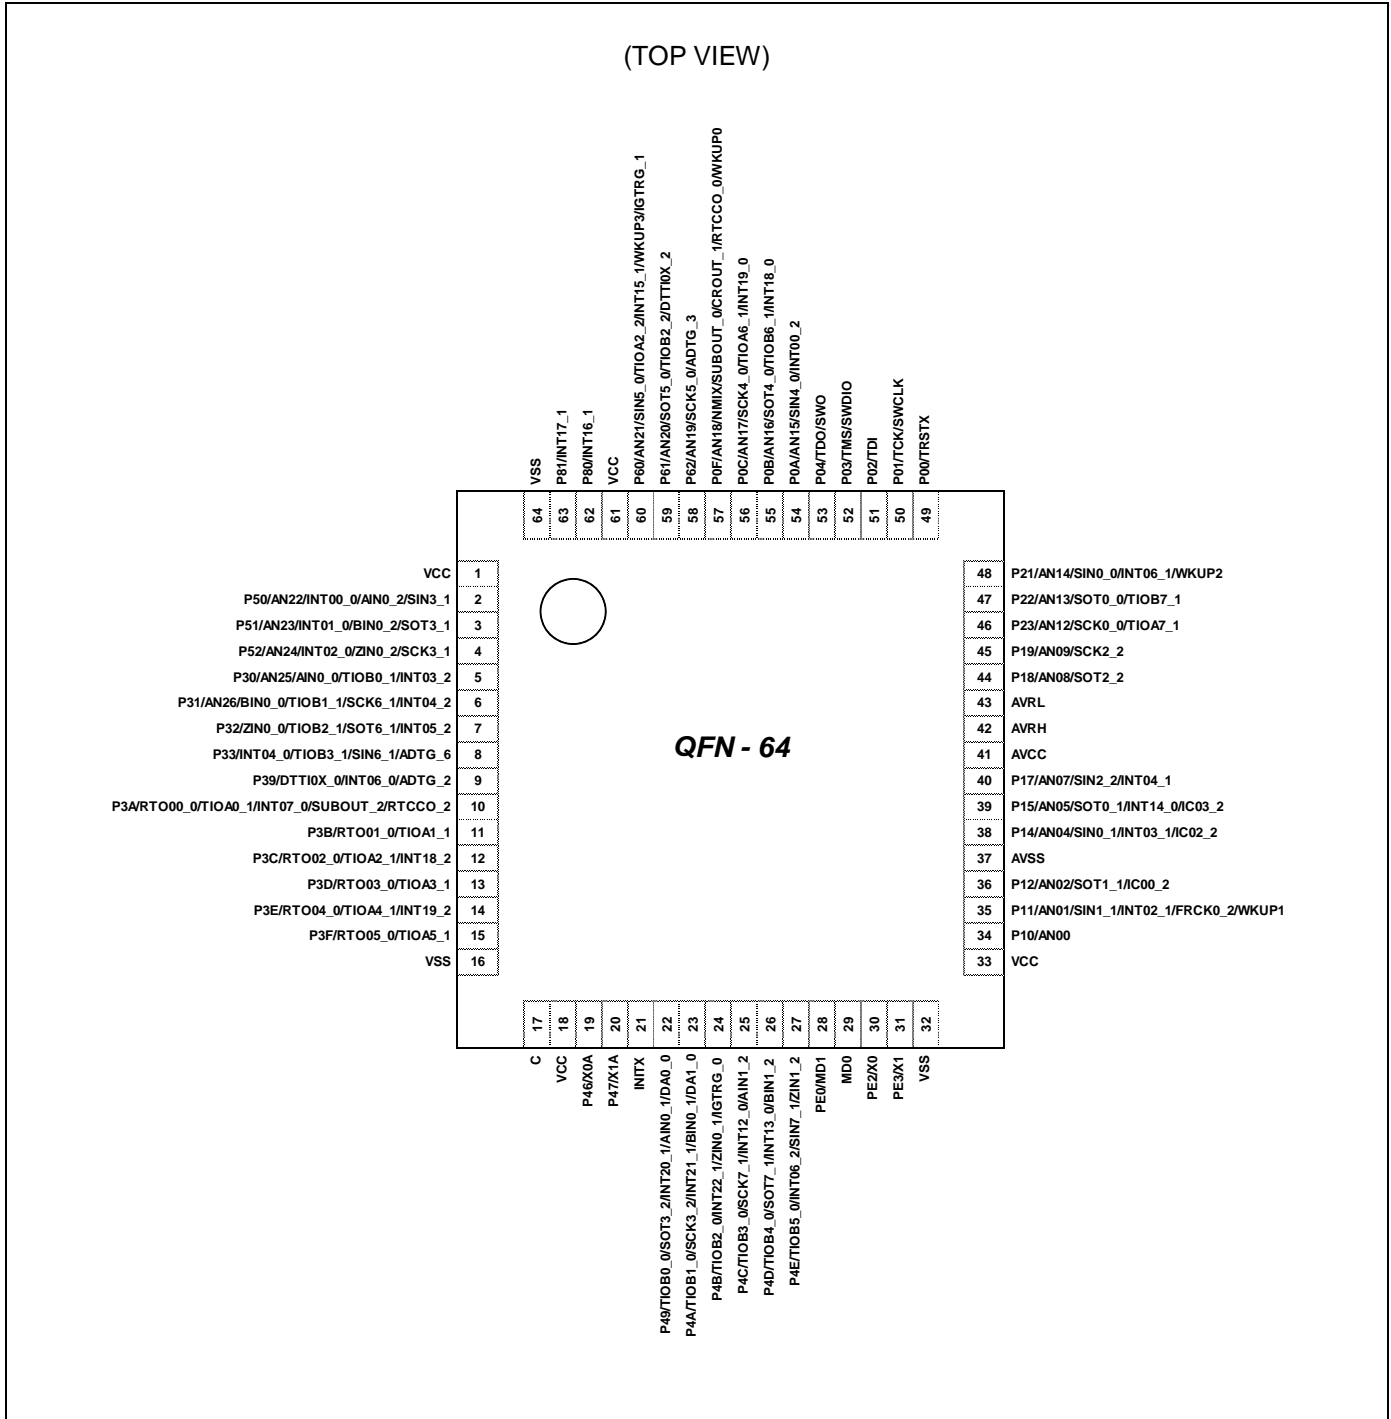 (TOP VIEW)
VSS
P81/INT17_1
P80/INT16_1
VCC
P60/AN21/SIN5_0/TIOA2_2/INT15_1/WKUP3/IGTRG_1
P61/AN20/SOT5_0/TIOB2_2/DTTI0X_2
P62/AN19/SCK5_0/ADTG_3
P0F/AN18/NMIX/SUBOUT_0/CROUT_1/RTCCO_0/WKUP0
P0C/AN17/SCK4_0/TIOA6_1/INT19_0
P0B/AN16/SOT4_0/TIOB6_1/INT18_0
P0A/AN15/SIN4_0/INT00_2
P04/TDO/SWO
P03/TMS/SWDIO
P02/TDI
P01/TCK/SWCLK
P00/TRSTX
64 63 62 61 60 59 58 57 56 55 54 53 52 51 50 49
VCC 1
P50/AN22/INT00_0/AIN0_2/SIN3_1 2
P51/AN23/INT01_0/BIN0_2/SOT3_1 3
P52/AN24/INT02_0/ZIN0_2/SCK3_1 4
P30/AN25/AIN0_0/TIOB0_1/INT03_2 5
P31/AN26/BIN0_0/TIOB1_1/SCK6_1/INT04_2 6
P32/ZIN0_0/TIOB2_1/SOT6_1/INT05_2 7
P33/INT04_0/TIOB3_1/SIN6_1/ADTG_6 8
P39/DTTI0X_0/INT06_0/ADTG_2 9
P3A/RTO00_0/TIOA0_1/INT07_0/SUBOUT_2/RTCCO_2 10
P3B/RTO01_0/TIOA1_1 11
P3C/RTO02_0/TIOA2_1/INT18_2 12
P3D/RTO03_0/TIOA3_1 13
P3E/RTO04_0/TIOA4_1/INT19_2 14
P3F/RTO05_0/TIOA5_1 15
VSS 16
QFN - 64
48 P21/AN14/SIN0_0/INT06_1/WKUP2
47 P22/AN13/SOT0_0/TIOB7_1
46 P23/AN12/SCK0_0/TIOA7_1
45 P19/AN09/SCK2_2
44 P18/AN08/SOT2_2
43 AVRL
42 AVRH
41 AVCC
40 P17/AN07/SIN2_2/INT04_1
39 P15/AN05/SOT0_1/INT14_0/IC03_2
38 P14/AN04/SIN0_1/INT03_1/IC02_2
37 AVSS
36 P12/AN02/SOT1_1/IC00_2
35 P11/AN01/SIN1_1/INT02_1/FRCK0_2/WKUP1
34 P10/AN00
33 VCC
17 18 19 20 21 22 23 24 25 26 27 28 29 30 31 32
C
VCC
P46/X0A
P47/X1A
INITX
P49/TIOB0_0/SOT3_2/INT20_1/AIN0_1/DA0_0
P4A/TIOB1_0/SCK3_2/INT21_1/BIN0_1/DA1_0
P4B/TIOB2_0/INT22_1/ZIN0_1/IGTRG_0
P4C/TIOB3_0/SCK7_1/INT12_0/AIN1_2
P4D/TIOB4_0/SOT7_1/INT13_0/BIN1_2
P4E/TIOB5_0/INT06_2/SIN7_1/ZIN1_2
PE0/MD1
MD0
PE2/X0
PE3/X1
VSS